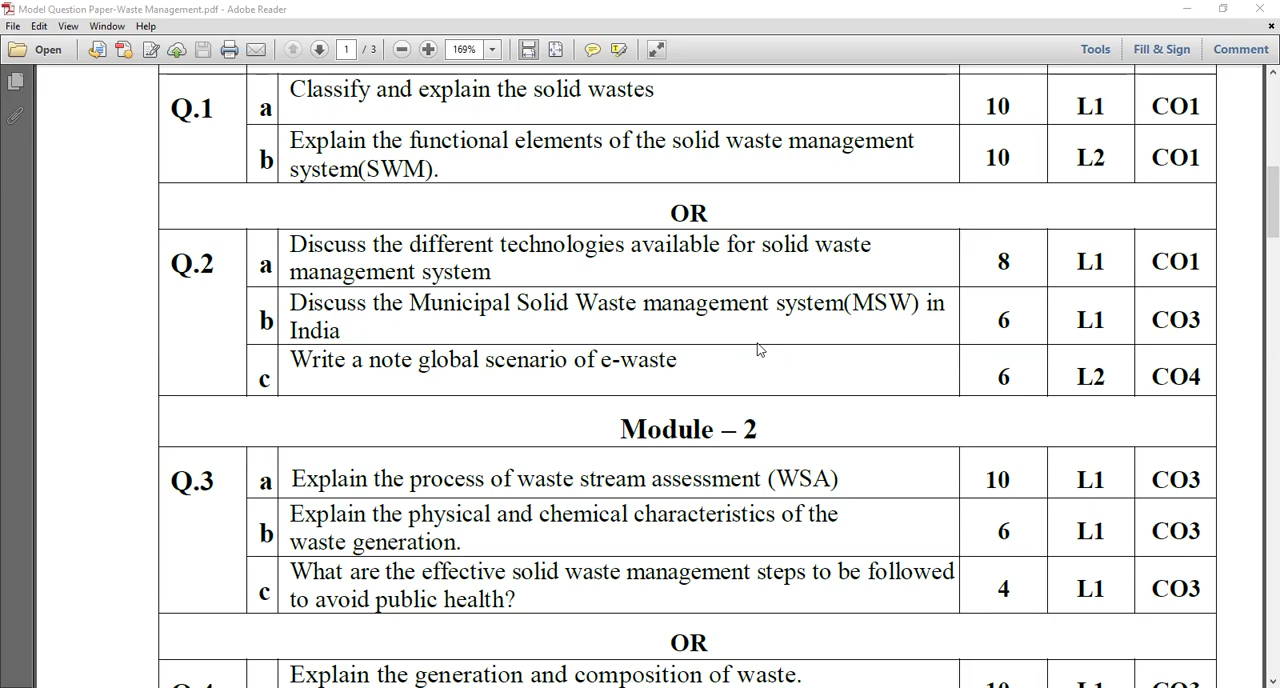 Model Question Paper-Waste Management.pdf - Adobe Reader
File Edit View Window Help
Open 1 / 3 169% Tools Fill & Sign Comment
Q.1 a Classify and explain the solid wastes 10 L1 CO1
b Explain the functional elements of the solid waste management
system(SWM). 10 L2 CO1
OR
Q.2 a Discuss the different technologies available for solid waste
management system 8 L1 CO1
b Discuss the Municipal Solid Waste management system(MSW) in
India 6 L1 CO3
c Write a note global scenario of e-waste 6 L2 CO4
Module – 2
Q.3 a Explain the process of waste stream assessment (WSA) 10 L1 CO3
b Explain the physical and chemical characteristics of the
waste generation. 6 L1 CO3
c What are the effective solid waste management steps to be followed
to avoid public health? 4 L1 CO3
OR
Explain the generation and composition of waste. 10 L1 CO3